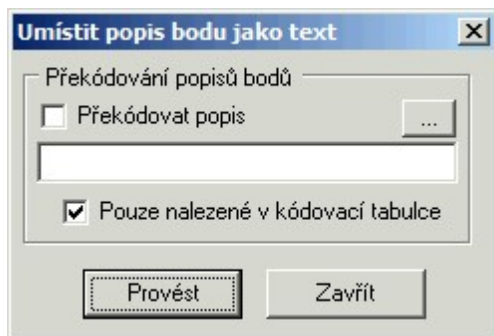 Umístit popis bodu jako text
Překódování popisů bodů
Překódovat popis
...
Pouze nalezené v kódovací tabulce
Provést
Zavřít